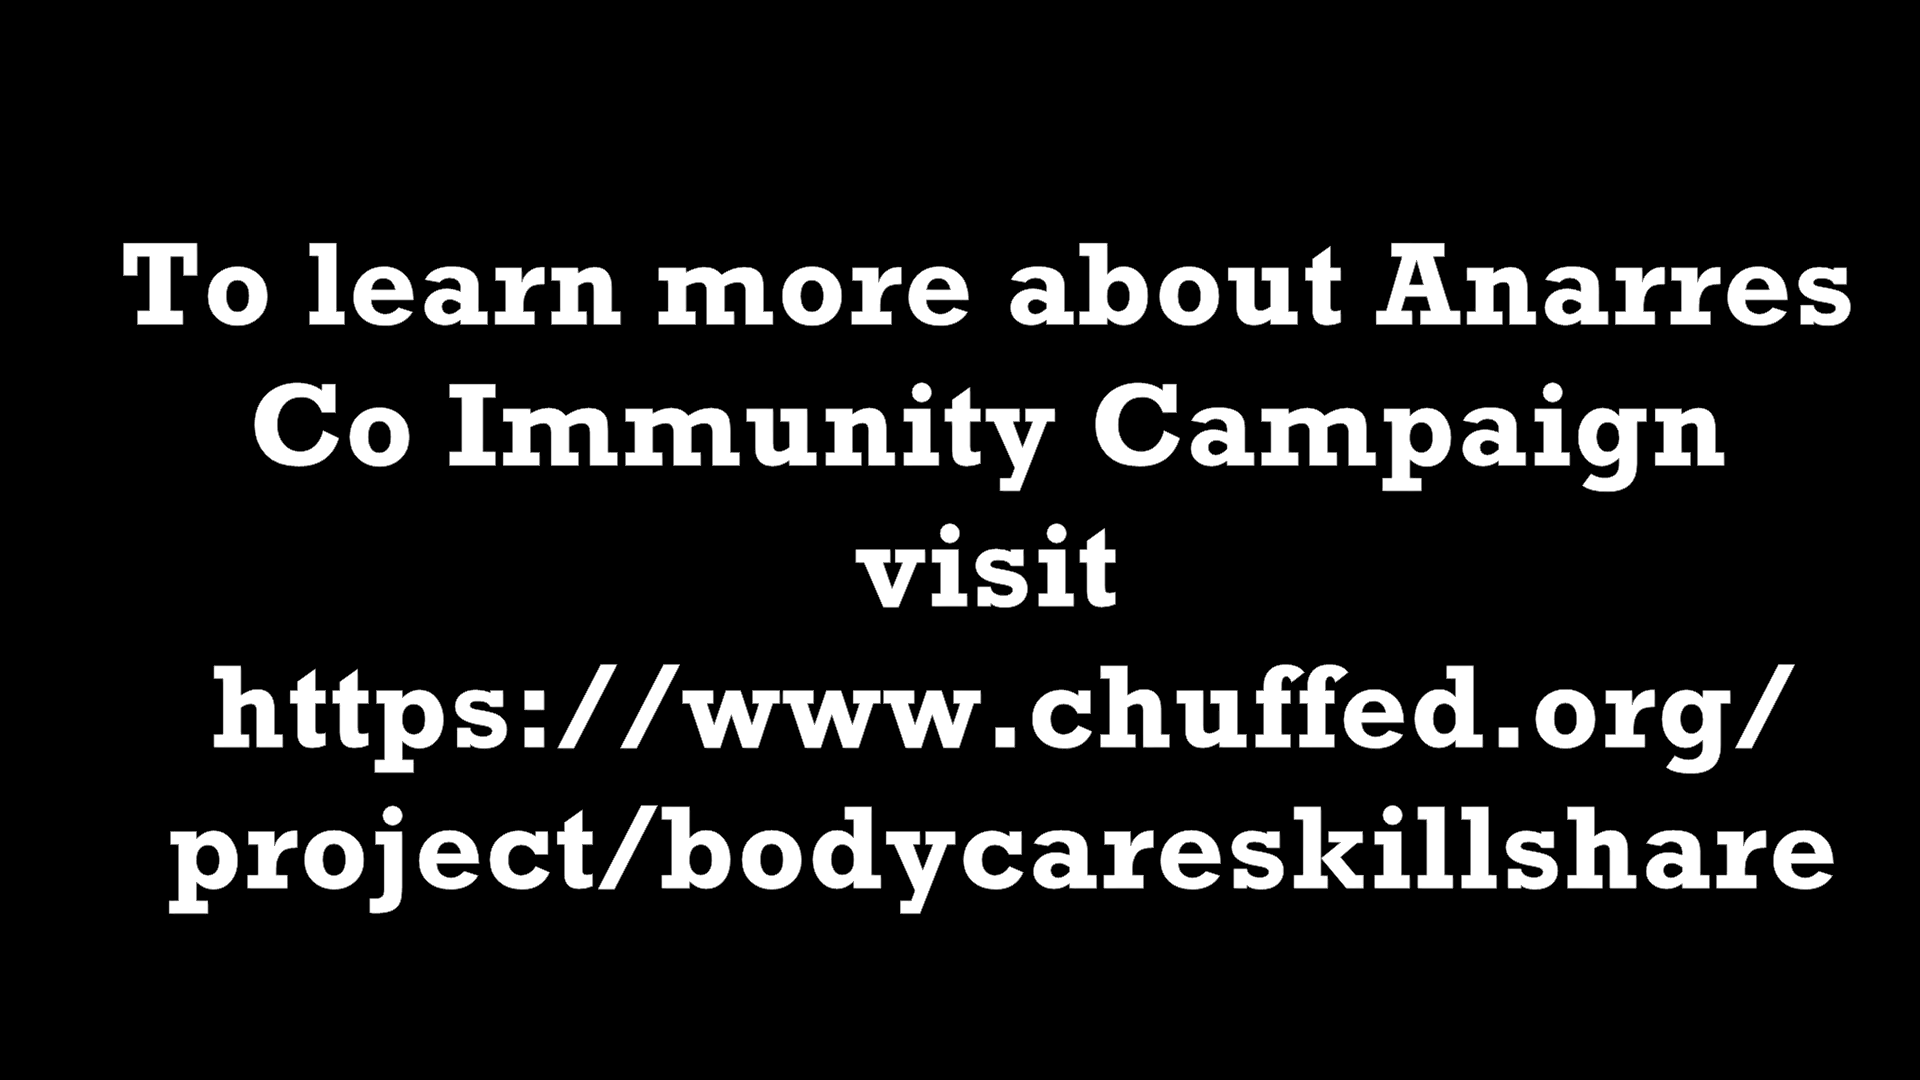 To learn more about Anarres
Co Immunity Campaign
visit
https://www.chuffed.org/
project/bodycareskillshare